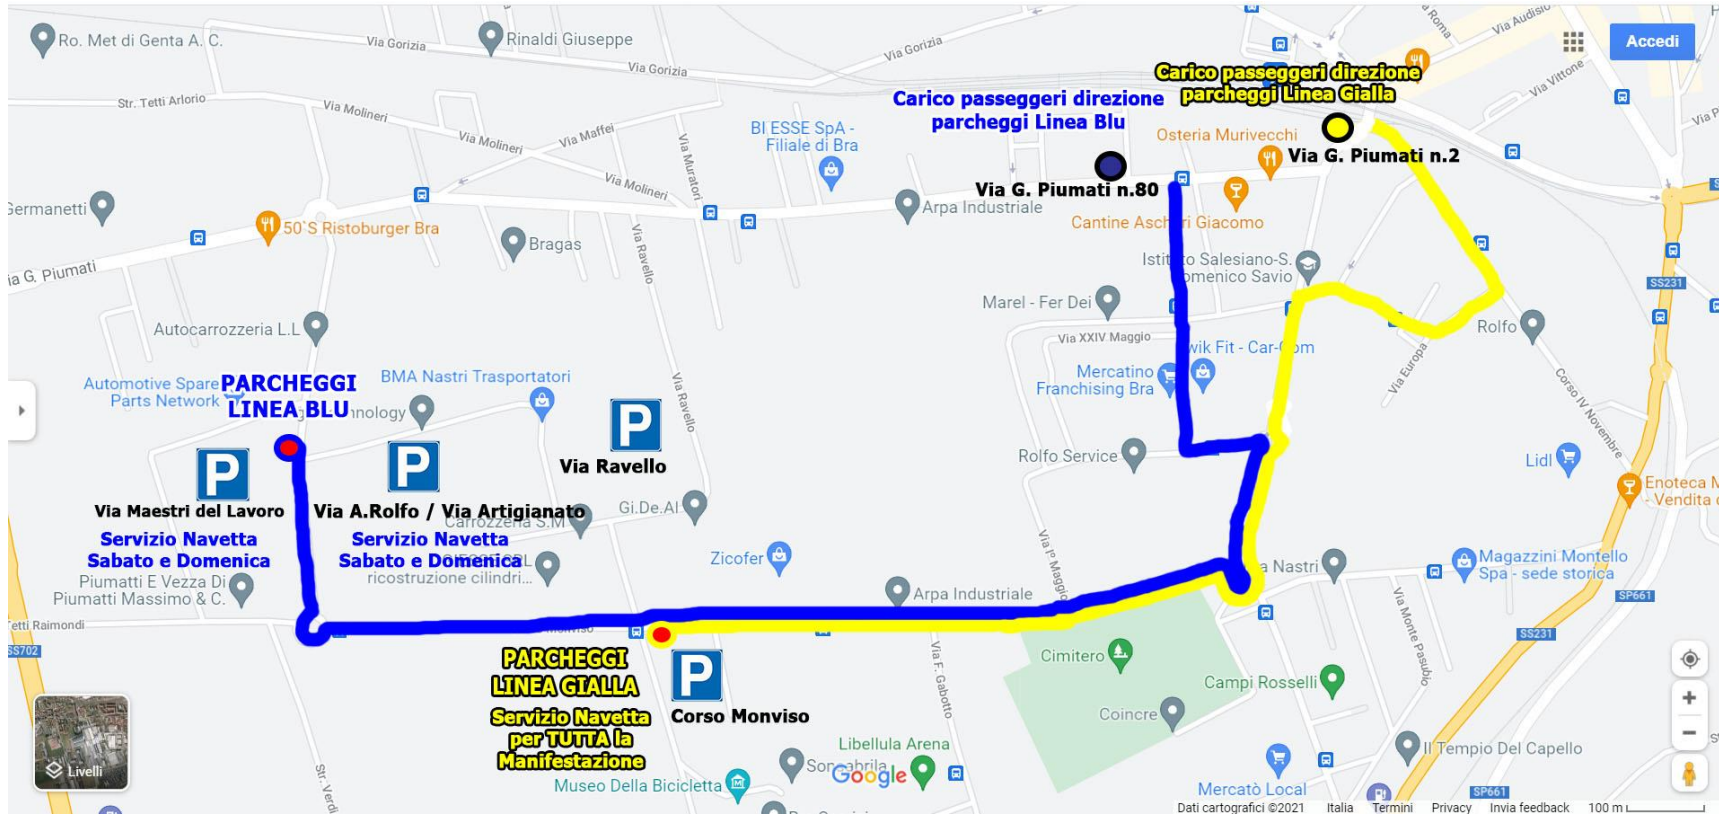 Ro. Met di Genta A. C.
Via Gorizia
Rinaldi Giuseppe
Via Gorizia
Via Gorizia
Via Roma
Via Audisio
Accedi
Via Vittone
Str. Tetti Arlorio
Via Molineri
Via Molineri
Via Maffei
Via Molineri
Via Muratori
BI ESSE SpA -
Filiale di Bra
Carico passeggeri direzione
parcheggi Linea Blu
Carico passeggeri direzione
parcheggi Linea Gialla
Osteria Murivecchi
Via G. Piumati n.2
Via G. Piumati n.80
Germanetti
50`S Ristoburger Bra
Bragas
Via Ravello
Arpa Industriale
Cantine Ascheri Giacomo
Via G. Piumati
Marel - Fer Dei
SS231
Autocarrozzeria L.L
Via XXIV Maggio
Rolfo
Via Europa
Corso IV Novembre
Automotive Spare
Parts Network
PARCHEGGI
LINEA BLU
BMA Nastri Trasportatori
Via Ravello
Mercatino
Franchising Bra
P
Via Ravello
Rolfo Service
Lidl
P
Via Maestri del Lavoro
Servizio Navetta
Sabato e Domenica
P
Via A.Rolfo / Via Artigianato
Servizio Navetta
Sabato e Domenica
Carrozzeria S.M
ricostruzione cilindri...
Gi.De.Al
Zicofer
Via I° Maggio
Magazzini Montello
Spa - sede storica
Piumatti E Vezza Di
Piumatti Massimo & C.
Arpa Industriale
Tetti Raimondi
SS702
SP661
SS231
Via Monte Pasubio
PARCHEGGI
LINEA GIALLA
Servizio Navetta
per TUTTA la
Manifestazione
P
Corso Monviso
Via F. Gabotto
Cimitero
Campi Rosselli
Coincre
Livelli
Str. Verdi
Museo Della Bicicletta
Google
Libellula Arena
Il Tempio Del Capello
Mercatò Local
SP661
Dati cartografici ©2021
Italia
Termini
Privacy
Invia feedback
100 m